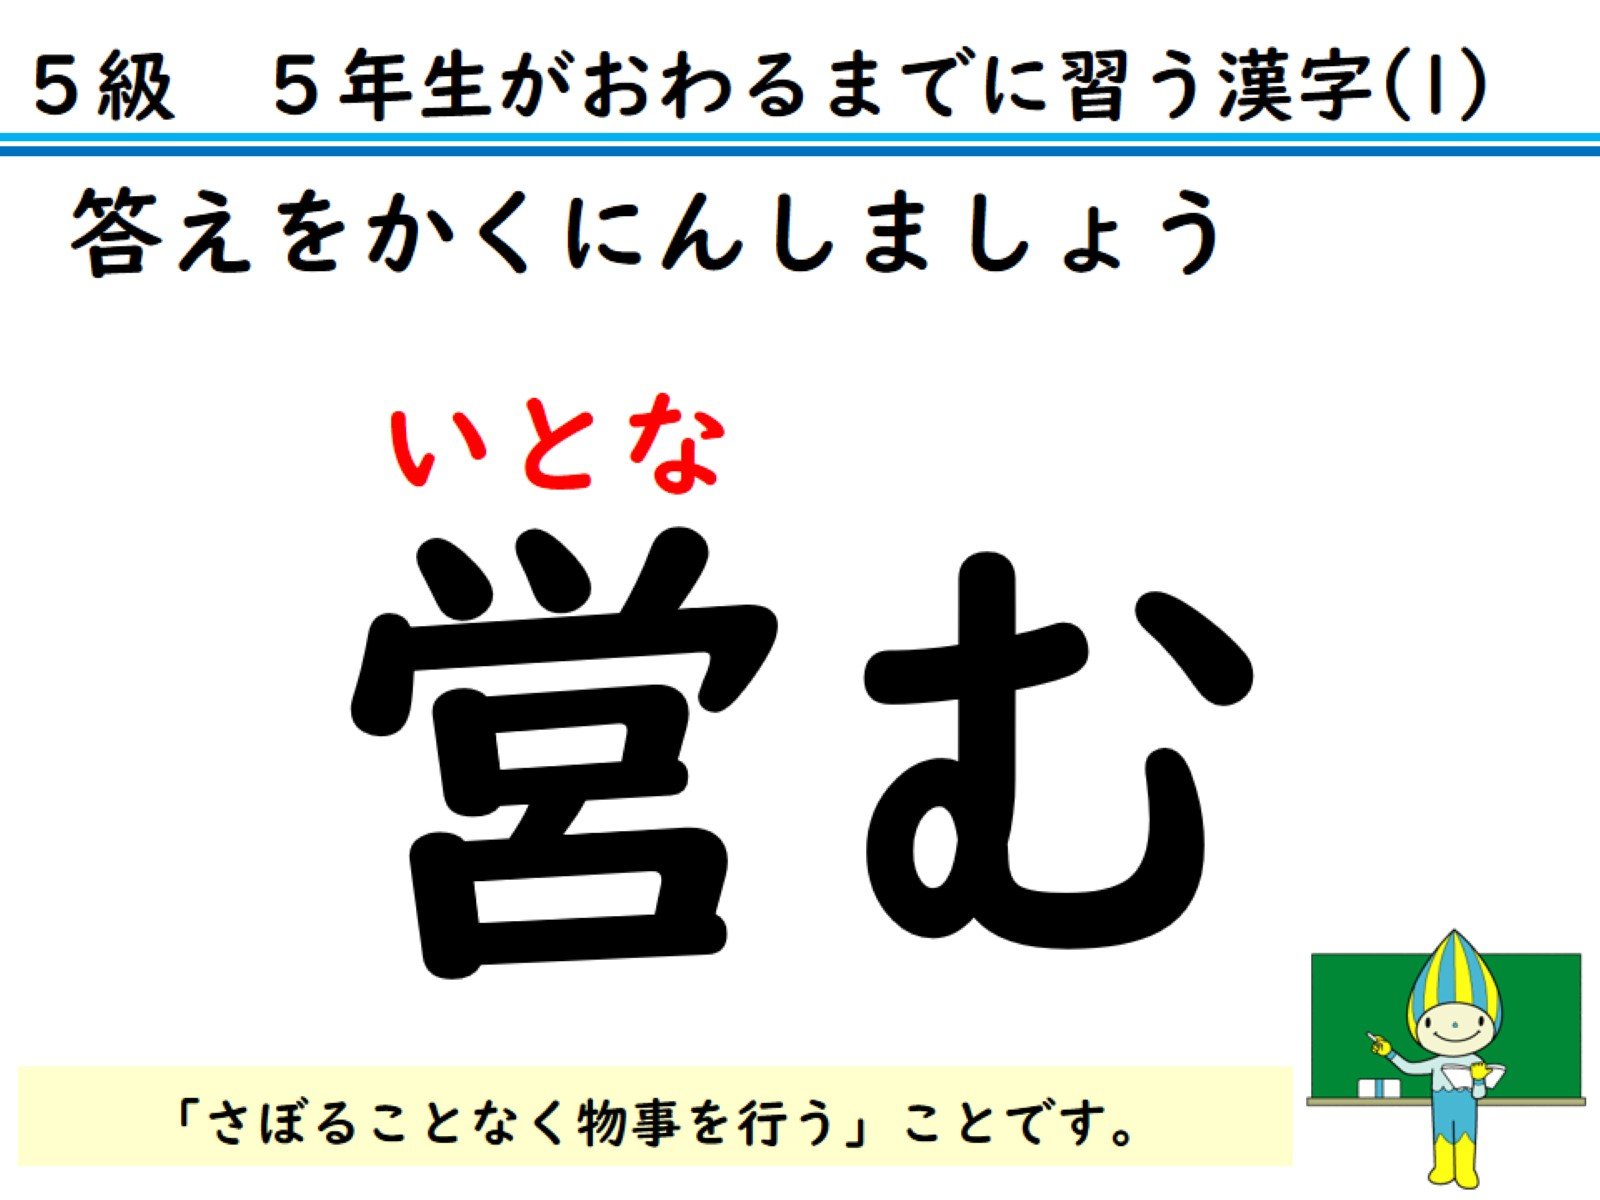 ５級　５年生がおわるまでに習う漢字(1)
答えをかくにんしましょう
いとな
営む
「さぼることなく物事を行う」ことです。